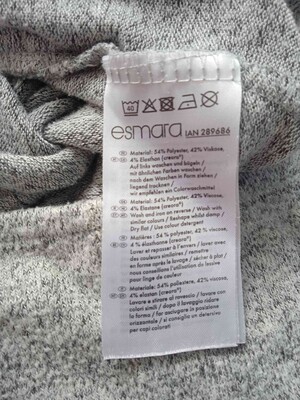 40
esmara IAN 289686
Material: 54% Polyester, 42% Viskose,
4% Elasthan (creora®)
Auf links waschen und bügeln /
mit ähnlichen Farben waschen /
nach dem Waschen in Form ziehen /
liegend trocknen /
wir empfehlen ein Colorwaschmittel
Material: 54% Polyester, 42% viscose,
4% Elastane (creora®)
Wash and iron on reverse / Wash with
similar colours / Reshape whilst damp /
Dry flat / Use colour detergent
Matières : 54 % polyester, 42 % viscose,
4 % élasthanne (creora®)
Laver et repasser à l'envers / laver avec
des couleurs similaires / remettre
en forme après le lavage / sécher à plat /
nous conseillons l'utilisation de lessive
pour linge de couleur
Materiale: 54% poliestere, 42% viscosa,
4% elastan (creora®)
Lavare e stirare al rovescio / lavare con
colori simili / dopo il lavaggio ridare
la forma / far asciugare in posizione
orizzontale / si consiglia un detersivo
per capi colorati